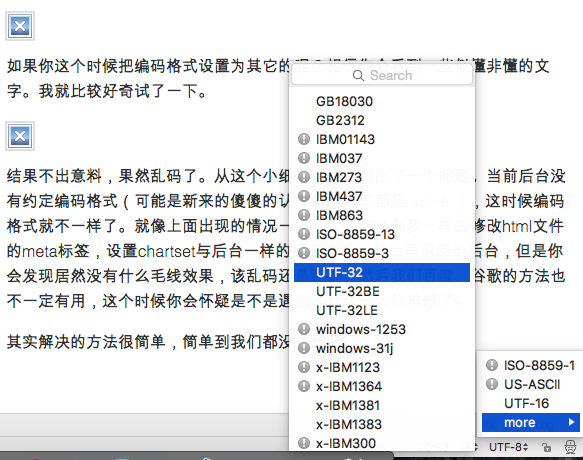 如果你这个时候把编码格式设置为其它的
懂非懂的文
字。我就比较好奇试了一下。
结果不出意料，果然乱码了。从这个小细
当前后台没
有约定编码格式（可能是新来的傻傻的认
，这时候编码
格式就不一样了。就像上面出现的情况一
修改html文件
的meta标签，设置chartset与后台一样的
台，但是你
会发现居然没有什么毛线效果，该乱码还
谷歌的方法也
不一定有用，这个时候你会怀疑是不是遇
其实解决的方法很简单，简单到我们都没
Search
GB18030
GB2312
IBM01143
IBM037
IBM273
IBM437
IBM863
ISO-8859-13
ISO-8859-3
UTF-32
UTF-32BE
UTF-32LE
windows-1253
windows-31j
x-IBM1123
x-IBM1364
x-IBM1381
x-IBM1383
x-IBM300
ISO-8859-1
US-ASCII
UTF-16
more
UTF-8